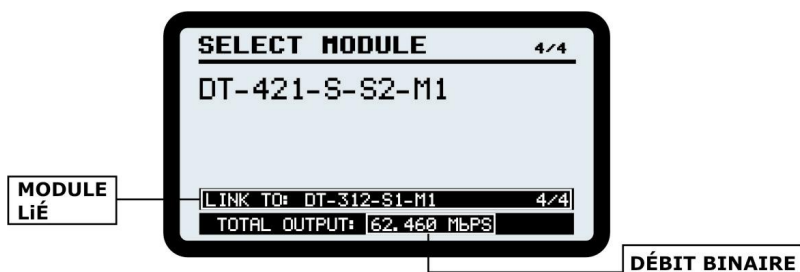 SELECT MODULE 4/4
DT-421-S-S2-M1
MODULE
LiÉ
LINK TO: DT-312-S1-M1 4/4
TOTAL OUTPUT: 62.460 MbPS
DÉBIT BINAIRE